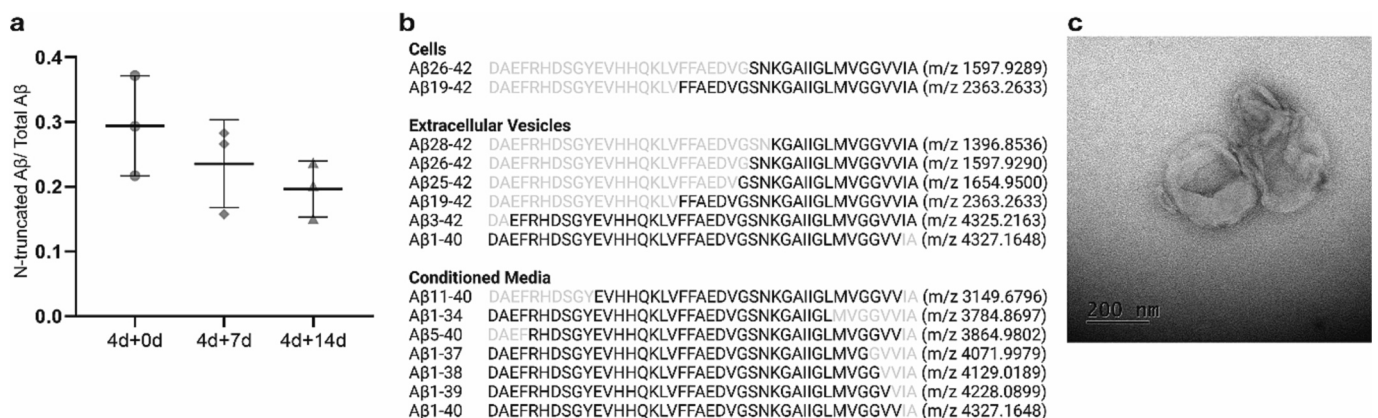 a
N-truncated Aβ/ Total Aβ
0.4
0.3
0.2
0.1
0.0
4d+0d 4d+7d 4d+14d
b
Cells
Aβ26-42 DAEFRHDSGYEVHHQKLVFFAEDVGSNKGAIIGLMVGGVVIA (m/z 1597.9289)
Aβ19-42 DAEFRHDSGYEVHHQKLVFFAEDVGSNKGAIIGLMVGGVVIA (m/z 2363.2633)
Extracellular Vesicles
Aβ28-42 DAEFRHDSGYEVHHQKLVFFAEDVGSNKGAIIGLMVGGVVIA (m/z 1396.8536)
Aβ26-42 DAEFRHDSGYEVHHQKLVFFAEDVGSNKGAIIGLMVGGVVIA (m/z 1597.9290)
Aβ25-42 DAEFRHDSGYEVHHQKLVFFAEDVGSNKGAIIGLMVGGVVIA (m/z 1654.9500)
Aβ19-42 DAEFRHDSGYEVHHQKLVFFAEDVGSNKGAIIGLMVGGVVIA (m/z 2363.2633)
Aβ3-42 DAEFRHDSGYEVHHQKLVFFAEDVGSNKGAIIGLMVGGVVIA (m/z 4325.2163)
Aβ1-40 DAEFRHDSGYEVHHQKLVFFAEDVGSNKGAIIGLMVGGVVIA (m/z 4327.1648)
Conditioned Media
Aβ11-40 DAEFRHDSGYEVHHQKLVFFAEDVGSNKGAIIGLMVGGVVIA (m/z 3149.6796)
Aβ1-34 DAEFRHDSGYEVHHQKLVFFAEDVGSNKGAIIGLMVGGVVIA (m/z 3784.8697)
Aβ5-40 DAEFRHDSGYEVHHQKLVFFAEDVGSNKGAIIGLMVGGVVIA (m/z 3864.9802)
Aβ1-37 DAEFRHDSGYEVHHQKLVFFAEDVGSNKGAIIGLMVGGVVIA (m/z 4071.9979)
Aβ1-38 DAEFRHDSGYEVHHQKLVFFAEDVGSNKGAIIGLMVGGVVIA (m/z 4129.0189)
Aβ1-39 DAEFRHDSGYEVHHQKLVFFAEDVGSNKGAIIGLMVGGVVIA (m/z 4228.0899)
Aβ1-40 DAEFRHDSGYEVHHQKLVFFAEDVGSNKGAIIGLMVGGVVIA (m/z 4327.1648)
c
200 nm